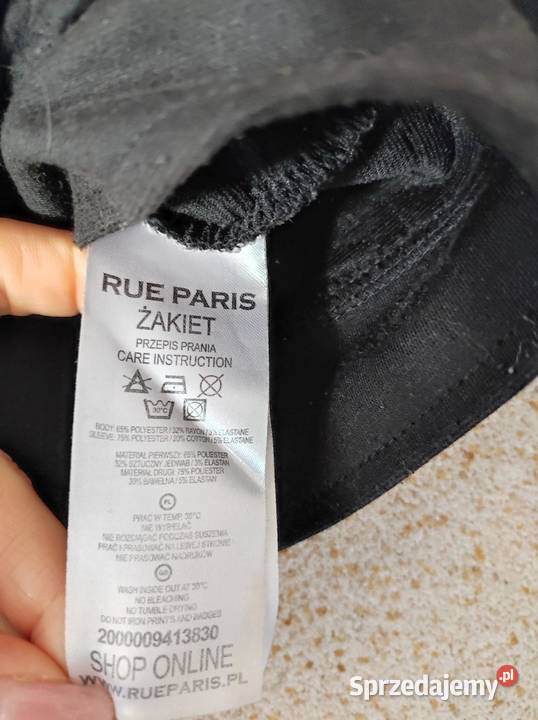 RUE PARIS
ŻAKIET
PRZEPIS PRANIA
CARE INSTRUCTION
30°C
BODY: 65% POLYESTER / 32% RAYON / 3% ELASTANE
SLEEVE: 75% POLYESTER / 20% COTTON / 5% ELASTANE
MATERIAŁ PIERWSZY: 65% POLIESTER
32% SZTUCZNY JEDWAB / 3% ELASTAN
MATERIAŁ DRUGI: 75% POLIESTER
20% BAWEŁNA / 5% ELASTAN
PL
PRAĆ W TEMP. 30°C
NIE WYBIELAĆ
NIE ROZCIĄGAĆ PODCZAS SUSZENIA
PRAĆ I PRASOWAĆ NA LEWEJ STRONIE
NIE PRASOWAĆ NADRUKÓW
WASH INSIDE OUT AT 30°C
NO BLEACHING
NO TUMBLE DRYING
DO NOT IRON PRINTS AND BADGES
2000009413830
SHOP ONLINE
WWW.RUEPARIS.PL
Sprzedajemy.pl